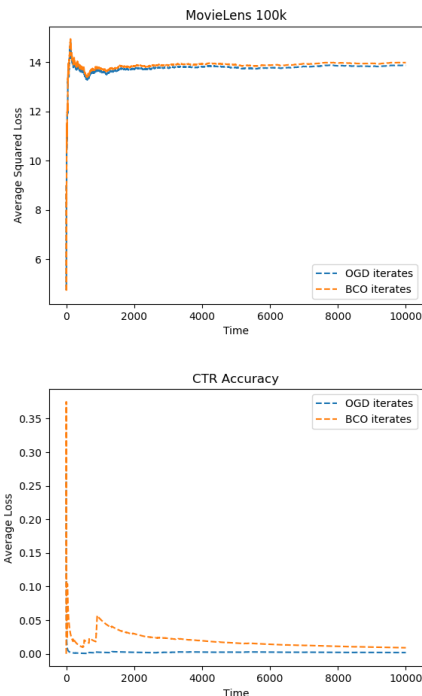 MovieLens 100k
Average Squared Loss
14
12
10
8
6
0 2000 4000 6000 8000 10000
Time
OGD iterates
BCO iterates
CTR Accuracy
Average Loss
0.35
0.30
0.25
0.20
0.15
0.10
0.05
0.00
0 2000 4000 6000 8000 10000
Time
OGD iterates
BCO iterates